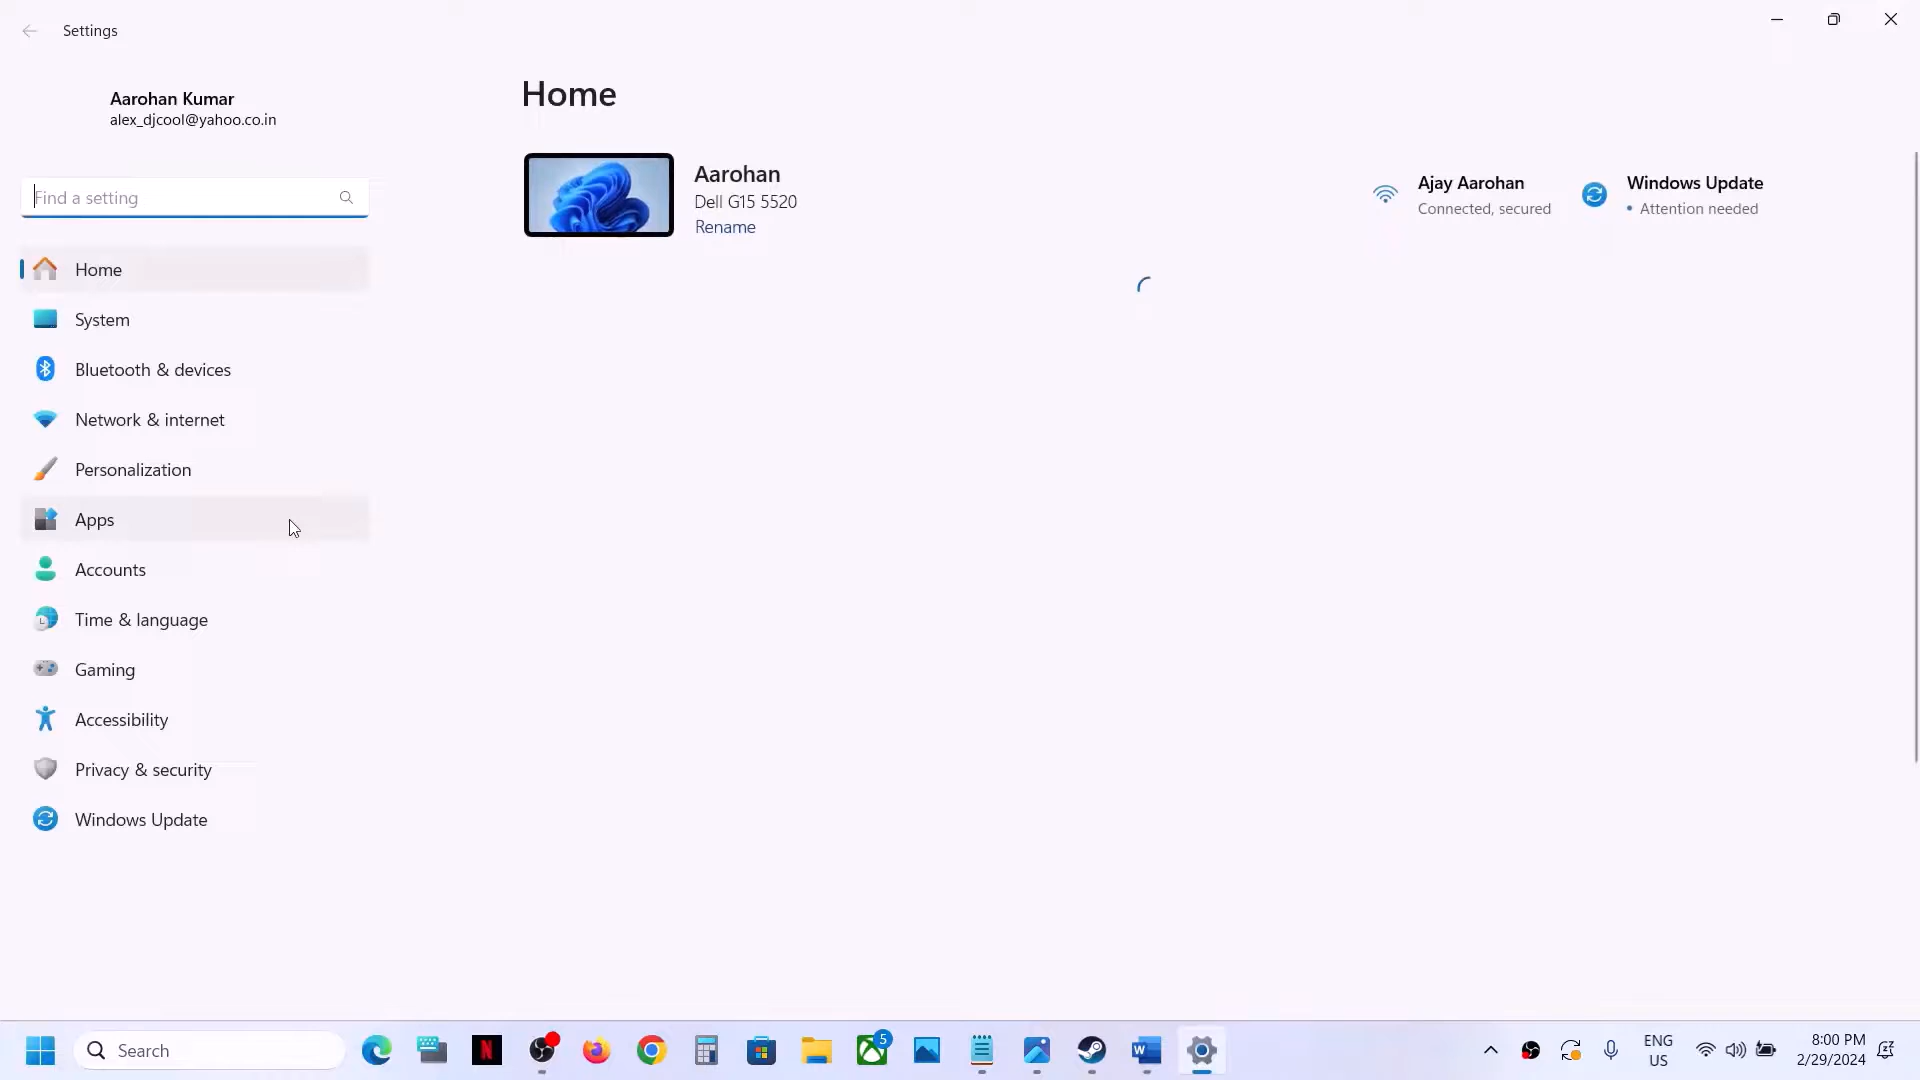 Settings
Aarohan Kumar
alex_djcool@yahoo.co.in
Find a setting
Home
System
Bluetooth & devices
Network & internet
Personalization
Apps
Accounts
Time & language
Gaming
Accessibility
Privacy & security
Windows Update
Home
Aarohan
Dell G15 5520
Rename
Ajay Aarohan
Connected, secured
Windows Update
• Attention needed
Search
N
5
W
ENG
US
8:00 PM
2/29/2024